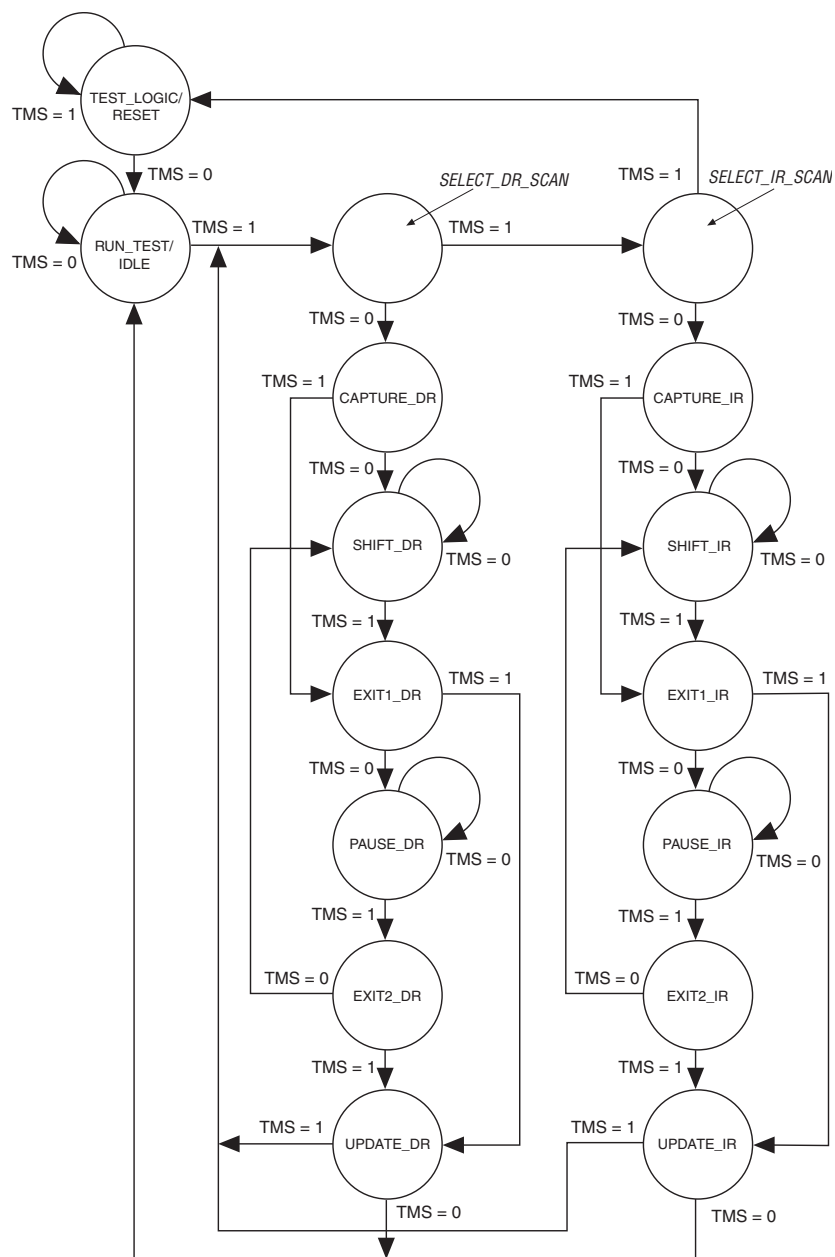 TEST_LOGIC/
RESET
TMS = 1
TMS = 0
SELECT_DR_SCAN
TMS = 1
SELECT_IR_SCAN
RUN_TEST/
IDLE
TMS = 0
TMS = 1
TMS = 1
TMS = 0
TMS = 0
TMS = 1
CAPTURE_DR
TMS = 1
CAPTURE_IR
TMS = 0
TMS = 0
SHIFT_DR
TMS = 0
SHIFT_IR
TMS = 0
TMS = 1
TMS = 1
EXIT1_DR
TMS = 1
EXIT1_IR
TMS = 1
TMS = 0
TMS = 0
PAUSE_DR
TMS = 0
PAUSE_IR
TMS = 0
TMS = 1
TMS = 1
TMS = 0
EXIT2_DR
TMS = 0
EXIT2_IR
TMS = 1
TMS = 1
TMS = 1
UPDATE_DR
TMS = 1
UPDATE_IR
TMS = 0
TMS = 0